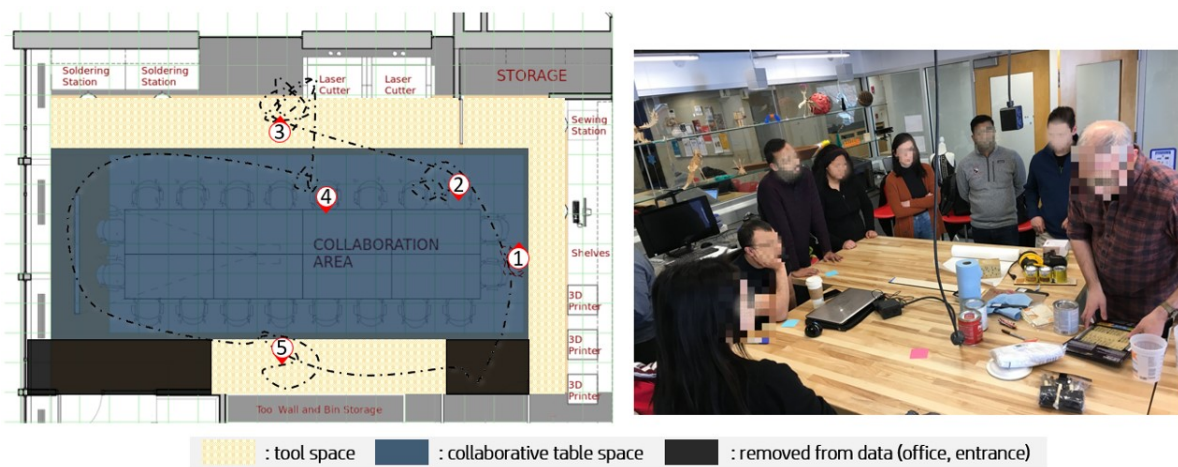 Soldering
Station
Soldering
Station
Laser
Cutter
Laser
Cutter
STORAGE
Sewing
Station
3
2
4
1
COLLABORATION
AREA
Shelves
3D
Printer
3D
Printer
5
3D
Printer
Too Wall and Bin Storage
: tool space
: collaborative table space
: removed from data (office, entrance)